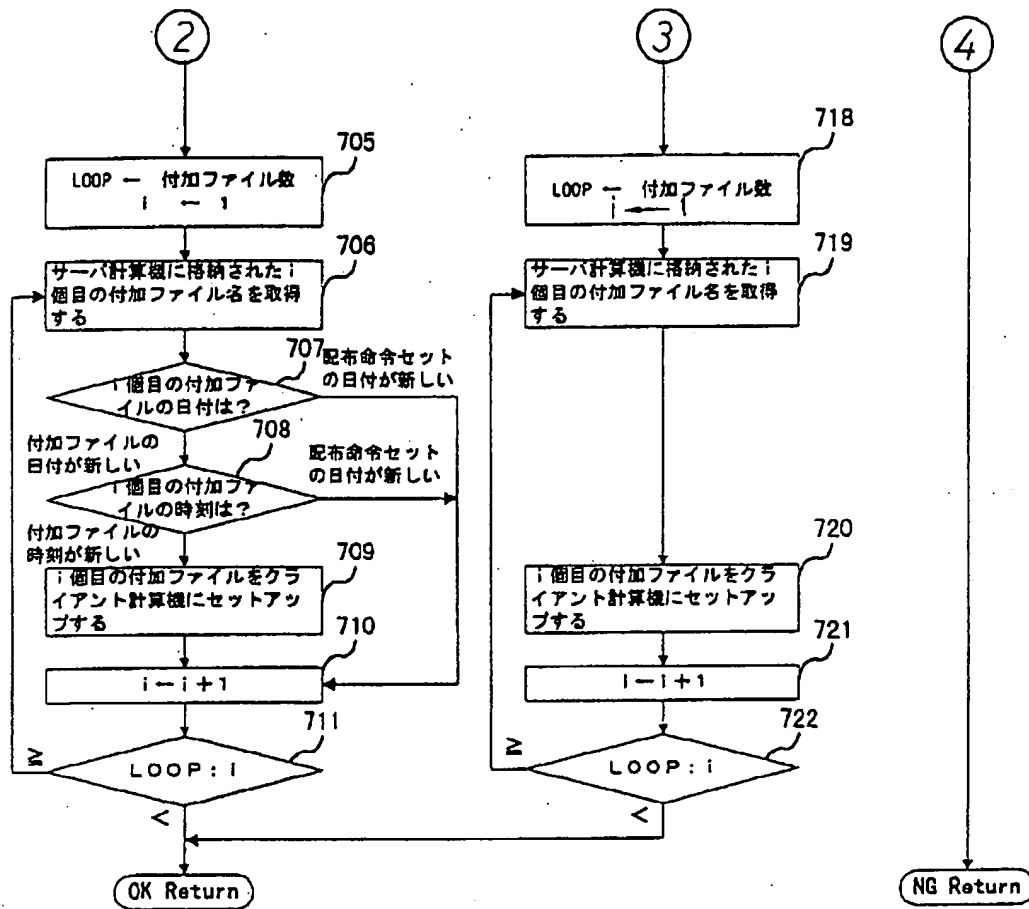 2
3
4
705
LOOP ← 付加ファイル数
i ← 1
706
サーバ計算機に格納されたi
個目の付加ファイル名を取得
する
707
配布命令セット
の日付が新しい
i個目の付加ファ
イルの日付は?
708
付加ファイルの
日付が新しい
配布命令セット
の日付が新しい
i個目の付加ファ
イルの時刻は?
付加ファイルの
時刻が新しい
709
i個目の付加ファイルをクラ
イアント計算機にセットアッ
プする
710
i←i+1
711
≧
LOOP:i
<
OK Return
718
LOOP ← 付加ファイル数
i ← 1
719
サーバ計算機に格納されたi
個目の付加ファイル名を取得
する
720
i個目の付加ファイルをクラ
イアント計算機にセットアッ
プする
721
i←i+1
722
≧
LOOP:i
<
NG Return